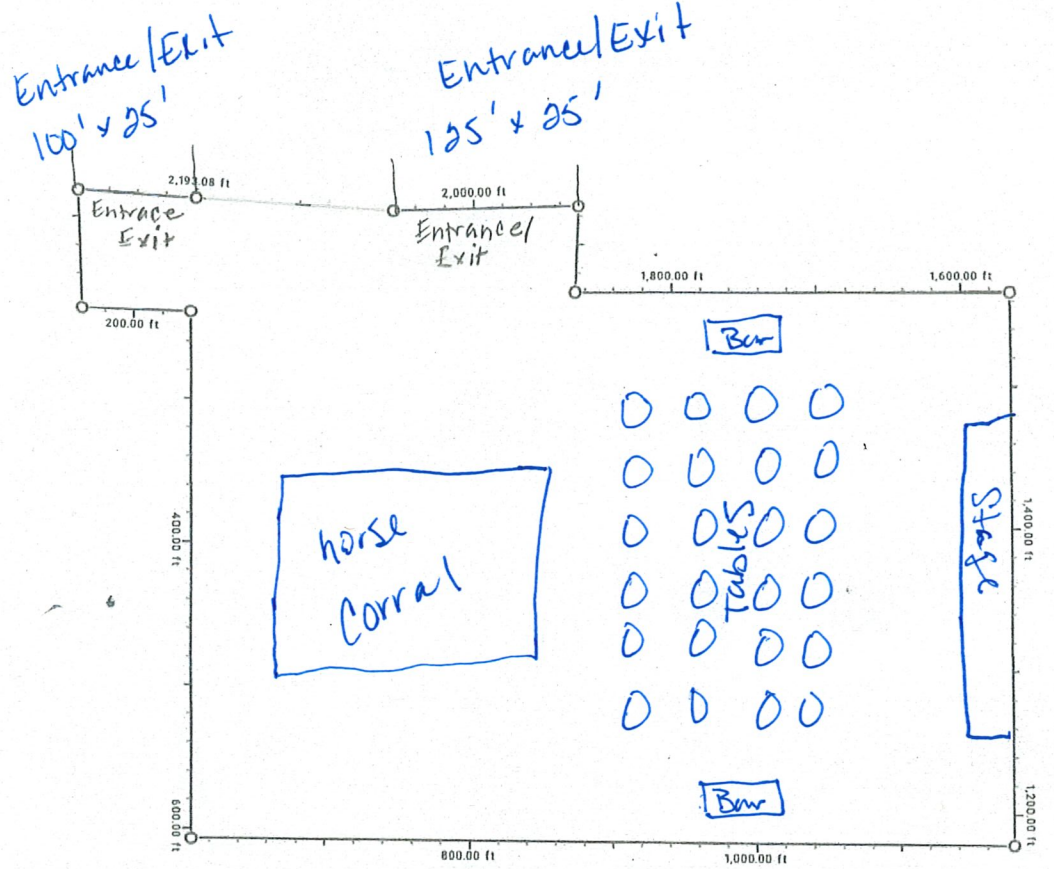 Entrance/Exit
100' x 25'
Entrance/Exit
125' x 25'
2,193.08 ft
2,000.00 ft
Entrace
Exit
Entrance/
Exit
1,800.00 ft
1,600.00 ft
200.00 ft
Bar
Stage
Tables
horse
Corral
400.00 ft
1,400.00 ft
Bar
600.00 ft
800.00 ft
1,000.00 ft
1,200.00 ft